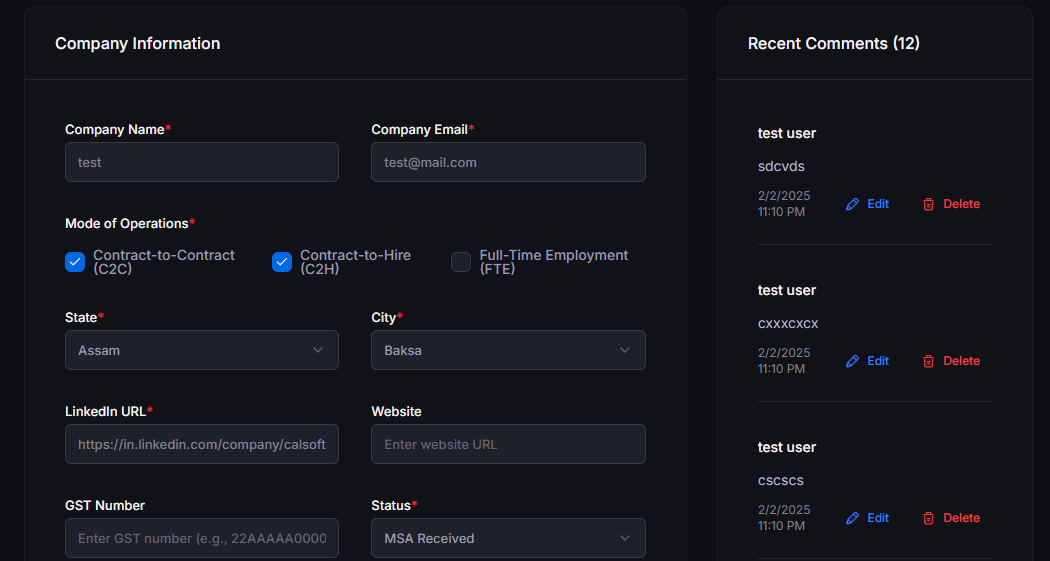 Company Information
Company Name*
Company Email*
test
test@mail.com
Mode of Operations*
Contract-to-Contract
(C2C)
Contract-to-Hire
(C2H)
Full-Time Employment
(FTE)
State*
City*
Assam
Baksa
LinkedIn URL*
Website
https://in.linkedin.com/company/calsoft
Enter website URL
GST Number
Status*
Enter GST number (e.g., 22AAAAA0000
MSA Received
Recent Comments (12)
test user
sdcvds
2/2/2025
11:10 PM
Edit
Delete
test user
cxxxcxcx
2/2/2025
11:10 PM
Edit
Delete
test user
cscscs
2/2/2025
11:10 PM
Edit
Delete